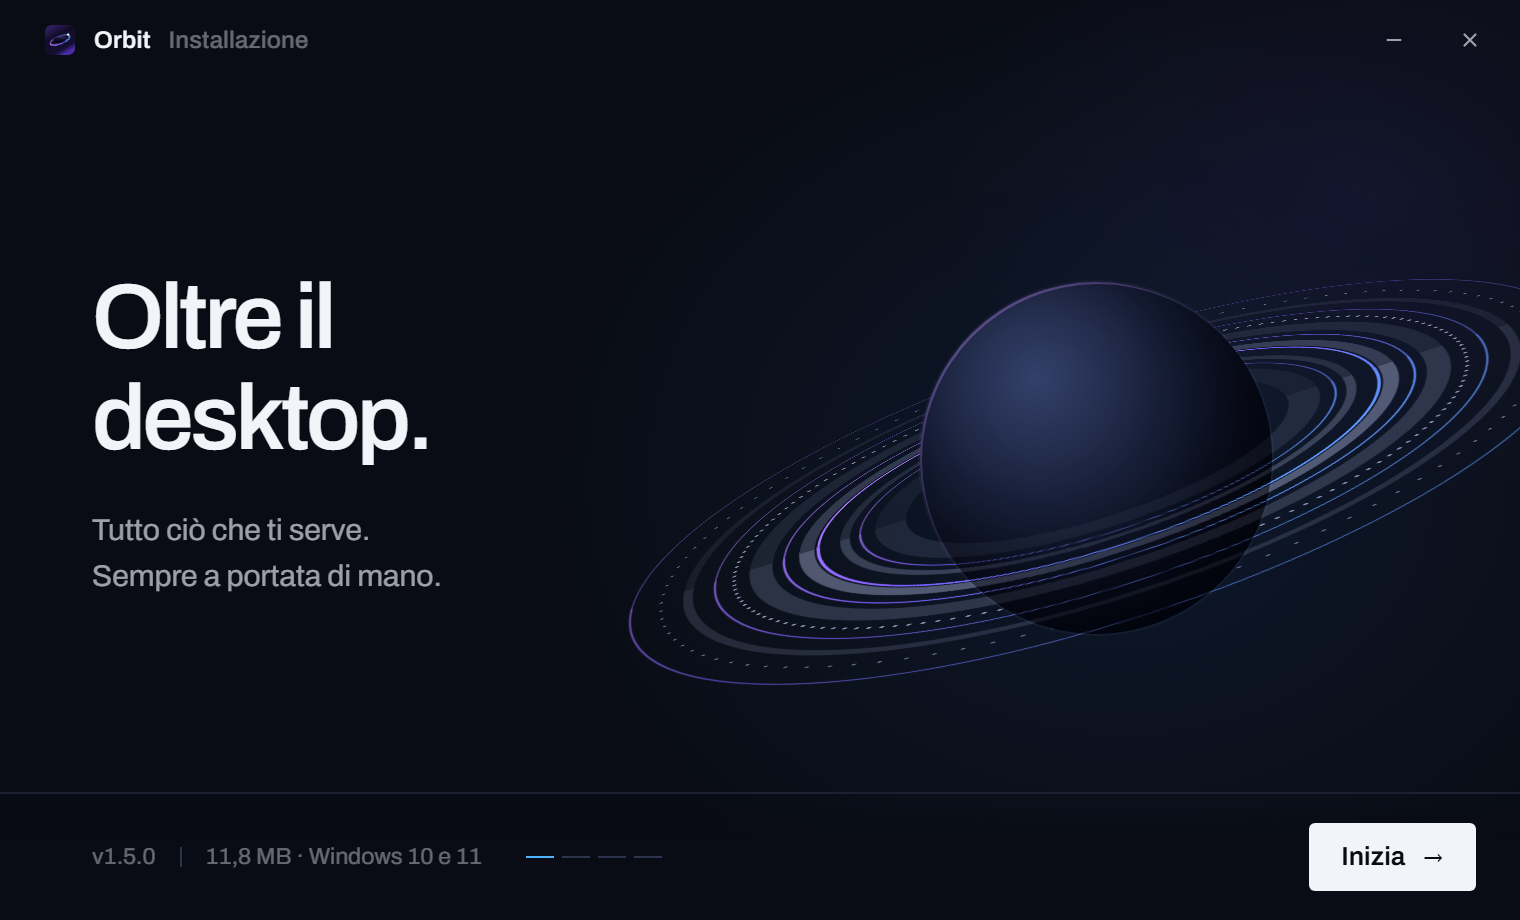 Orbit Installazione
Oltre il
desktop.
Tutto ciò che ti serve.
Sempre a portata di mano.
v1.5.0 | 11,8 MB · Windows 10 e 11
Inizia →